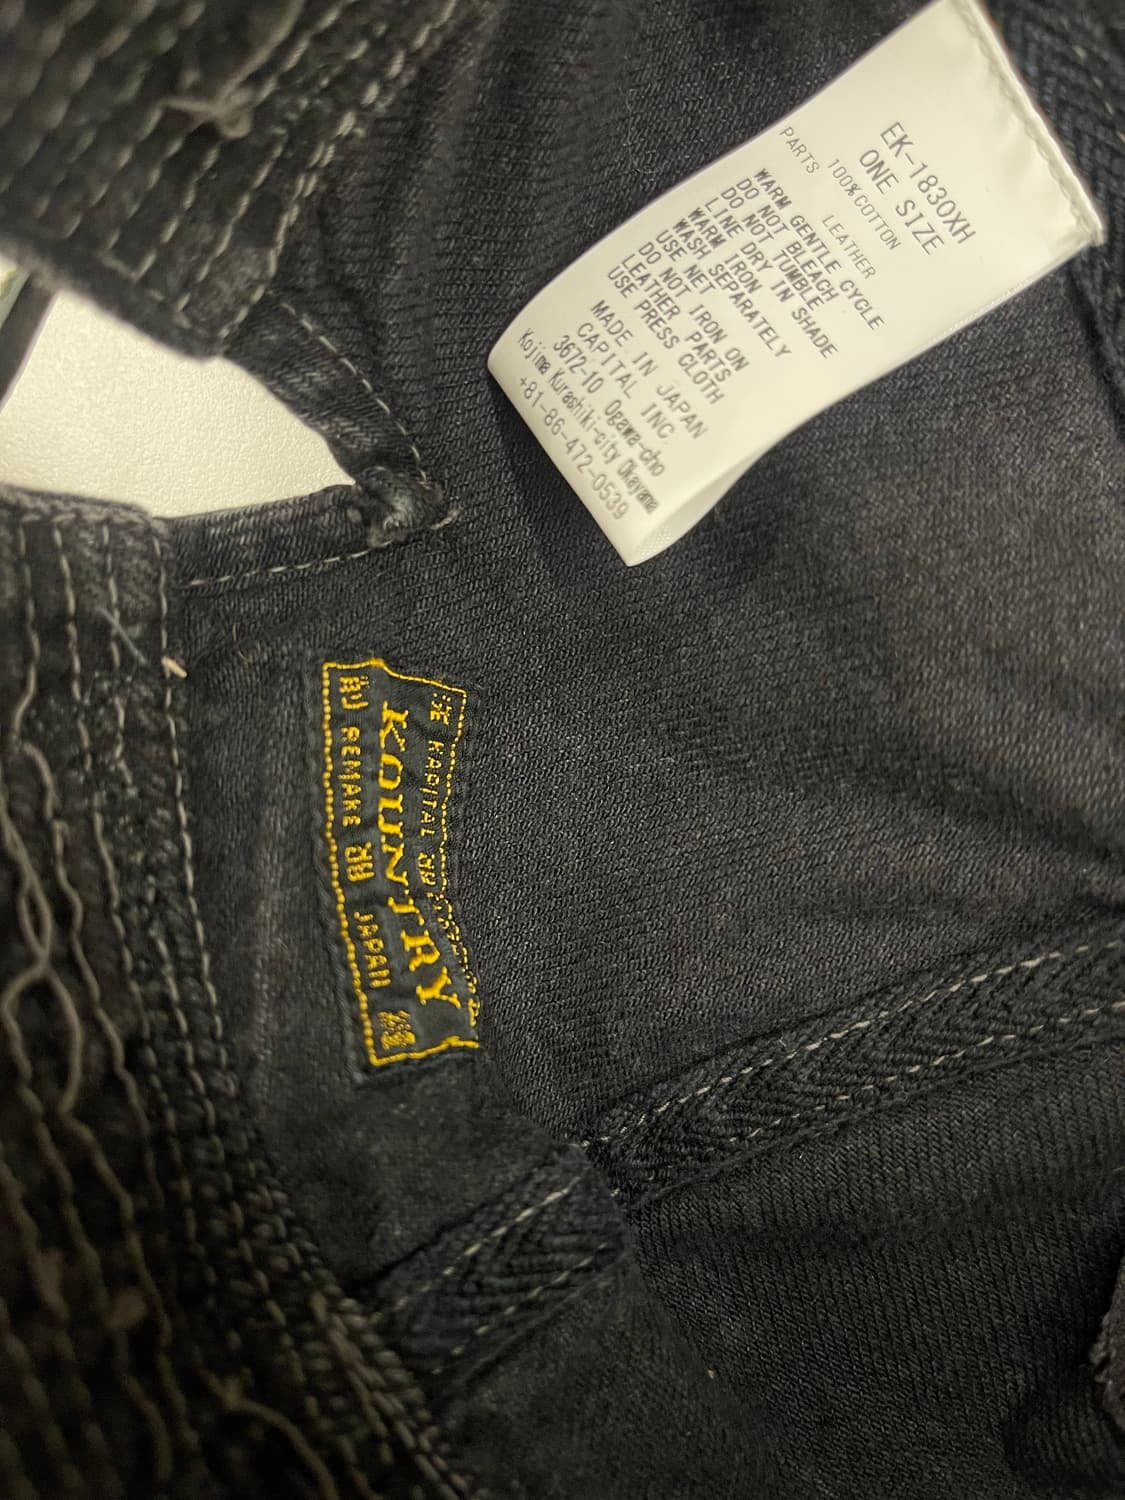 EK-1830XH
ONE SIZE
100%COTTON
PARTS LEATHER
WARM GENTLE CYCLE
DO NOT BLEACH
DO NOT TUMBLE
LINE DRY IN SHADE
WARM IRON
WASH SEPARATELY
USE NET
DO NOT IRON ON
LEATHER PARTS.
USE PRESS CLOTH
MADE IN JAPAN
CAPITAL INC.
3672-10 Ogawa-cho
Kojima Kurashiki-city Okayama
+81-86-472-0539
KAPITAL
KOUNTRY
REMAKE JAPAN